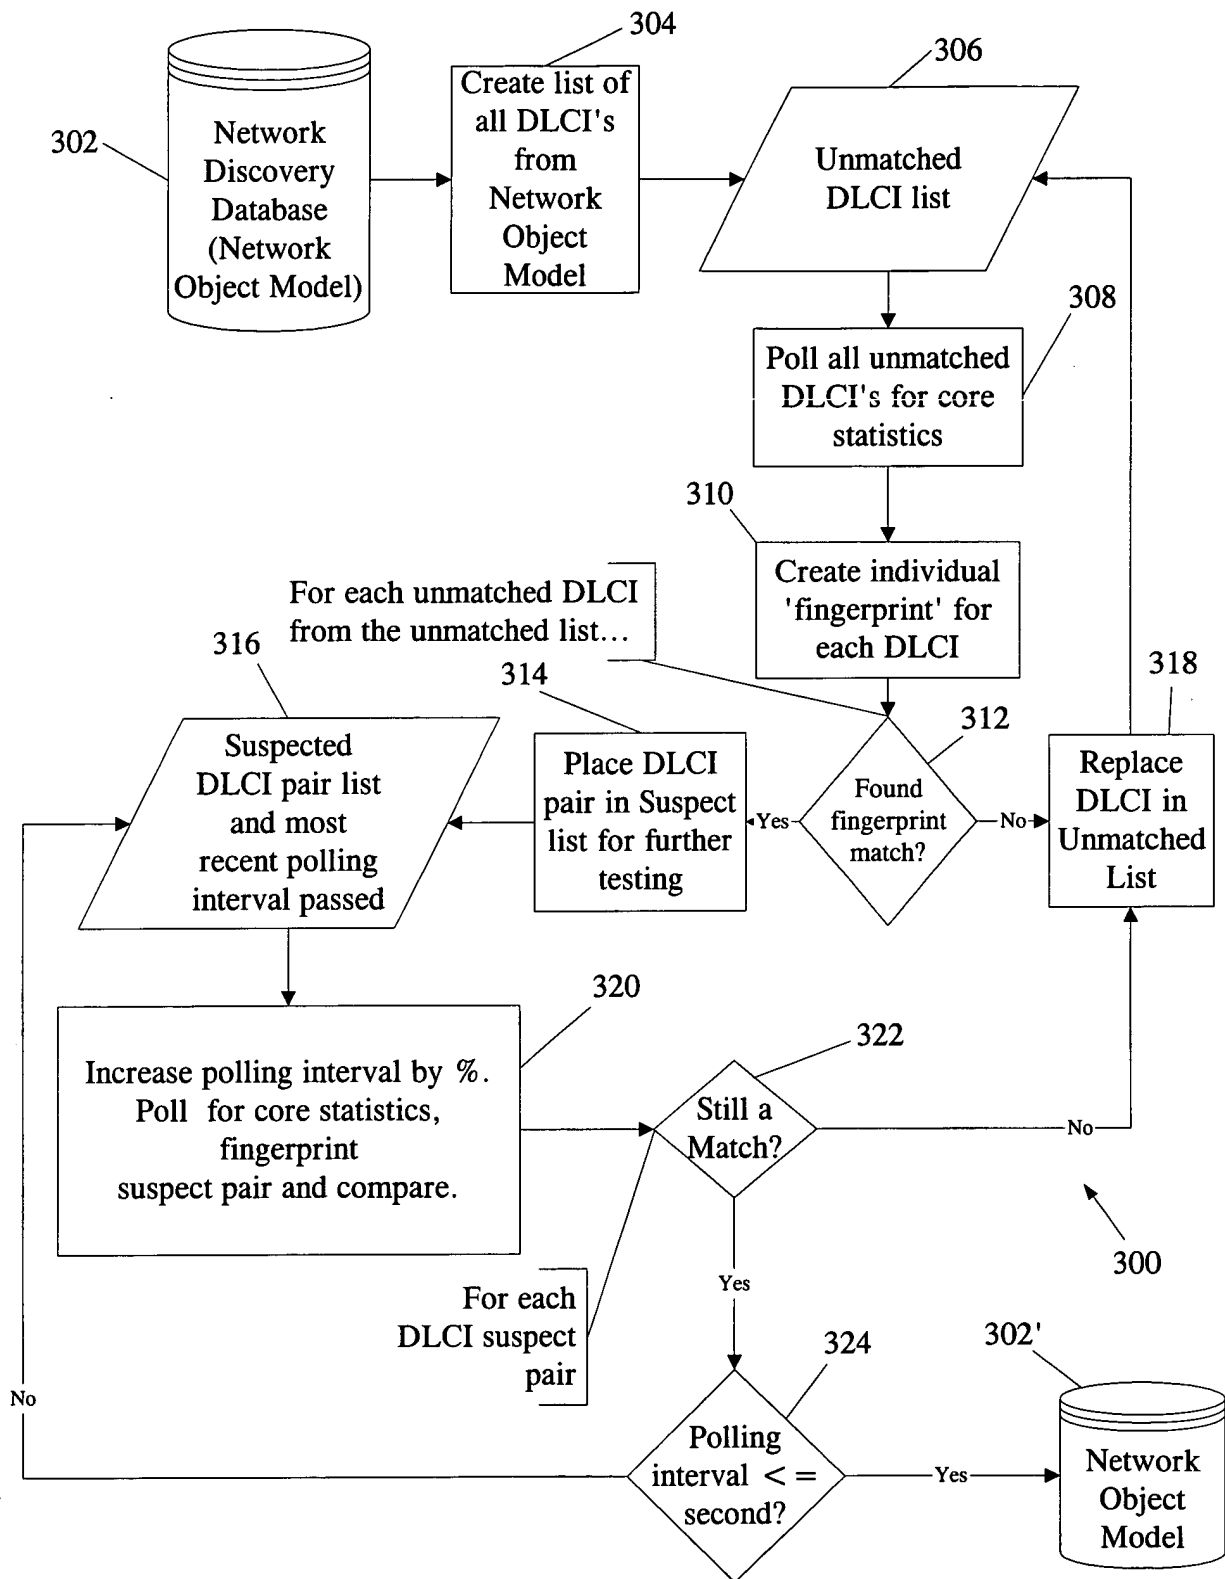 304
306
302
Network
Discovery
Database
(Network
Object Model)
Create list of
all DLCI's
from
Network
Object
Model
Unmatched
DLCI list
308
Poll all unmatched
DLCI's for core
statistics
310
Create individual
'fingerprint' for
each DLCI
For each unmatched DLCI
from the unmatched list...
316
314
312
318
Suspected
DLCI pair list
and most
recent polling
interval passed
Place DLCI
pair in Suspect
list for further
testing
Yes
Found
fingerprint
match?
No
Replace
DLCI in
Unmatched
List
320
Increase polling interval by %.
Poll for core statistics,
fingerprint
suspect pair and compare.
322
Still a
Match?
No
300
Yes
For each
DLCI suspect
pair
324
302'
No
Polling
interval < =
second?
Yes
Network
Object
Model